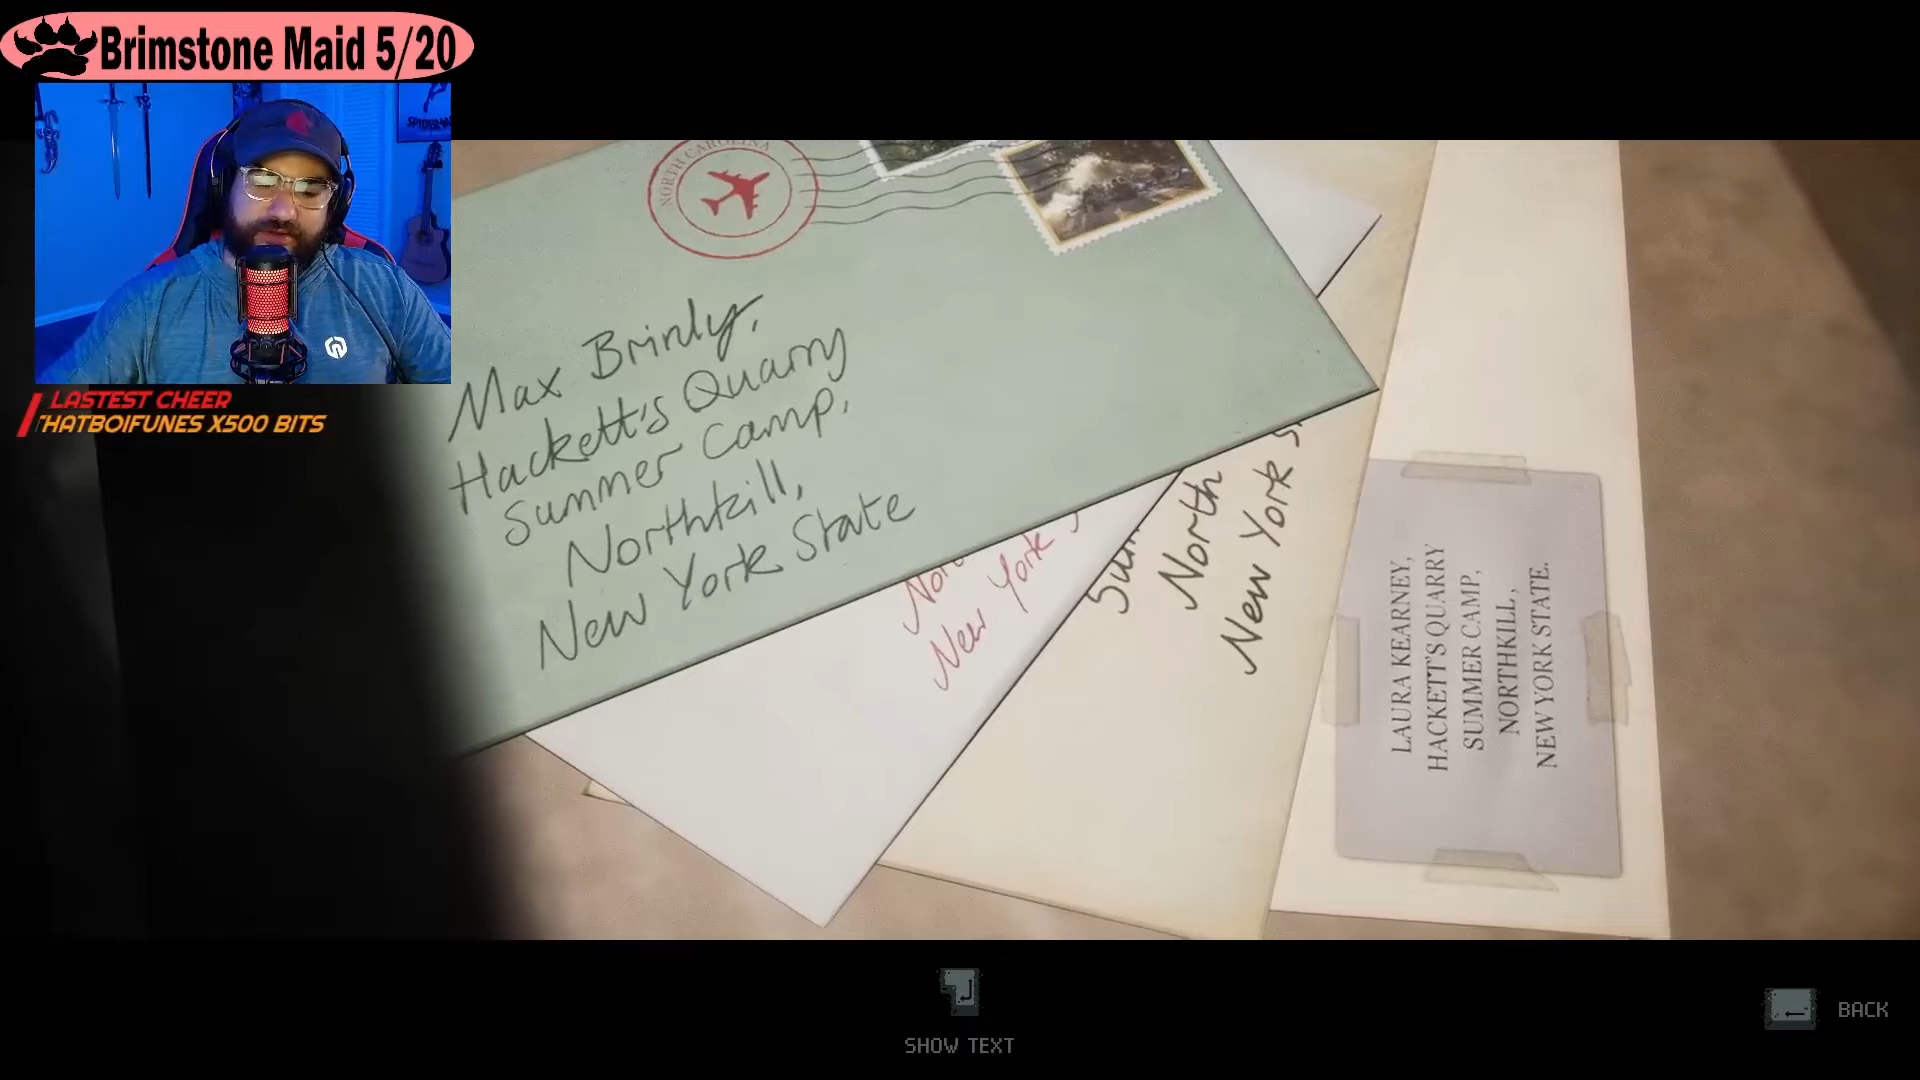 Brimstone Maid 5/20
LASTEST CHEER
THATBOIFUNES X500 BITS
NORTH CAROLINA
Max Brinly,
Hackett's Quarry
Summer Camp,
Northkill,
New York State
New York
North
New York
LAURA KEARNEY,
HACKETT'S QUARRY
SUMMER CAMP,
NORTHKILL,
NEW YORK STATE.
SHOW TEXT
BACK